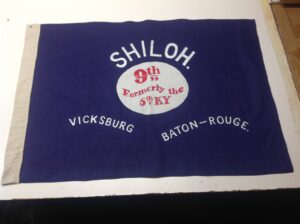 SHILOH.
9th
Formerly the
5th KY
VICKSBURG
BATON-ROUGE.